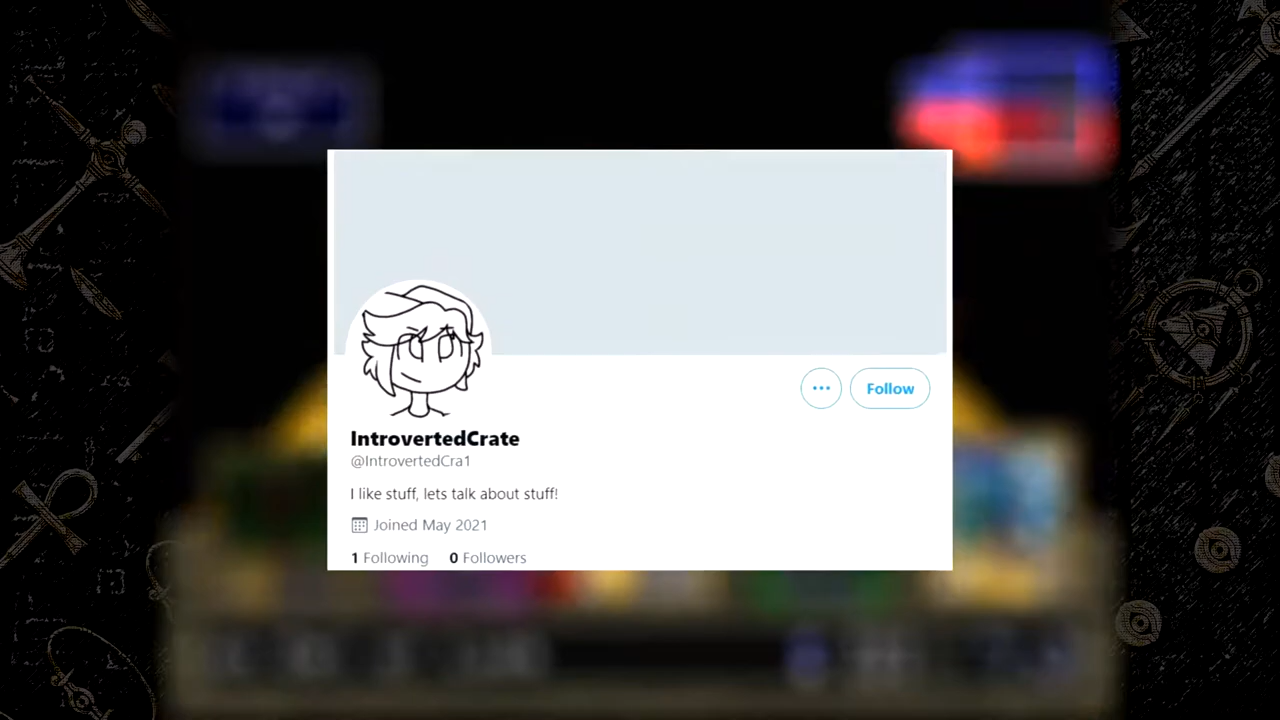 Follow
IntrovertedCrate
@IntrovertedCra1
I like stuff, lets talk about stuff!
Joined May 2021
1 Following 0 Followers